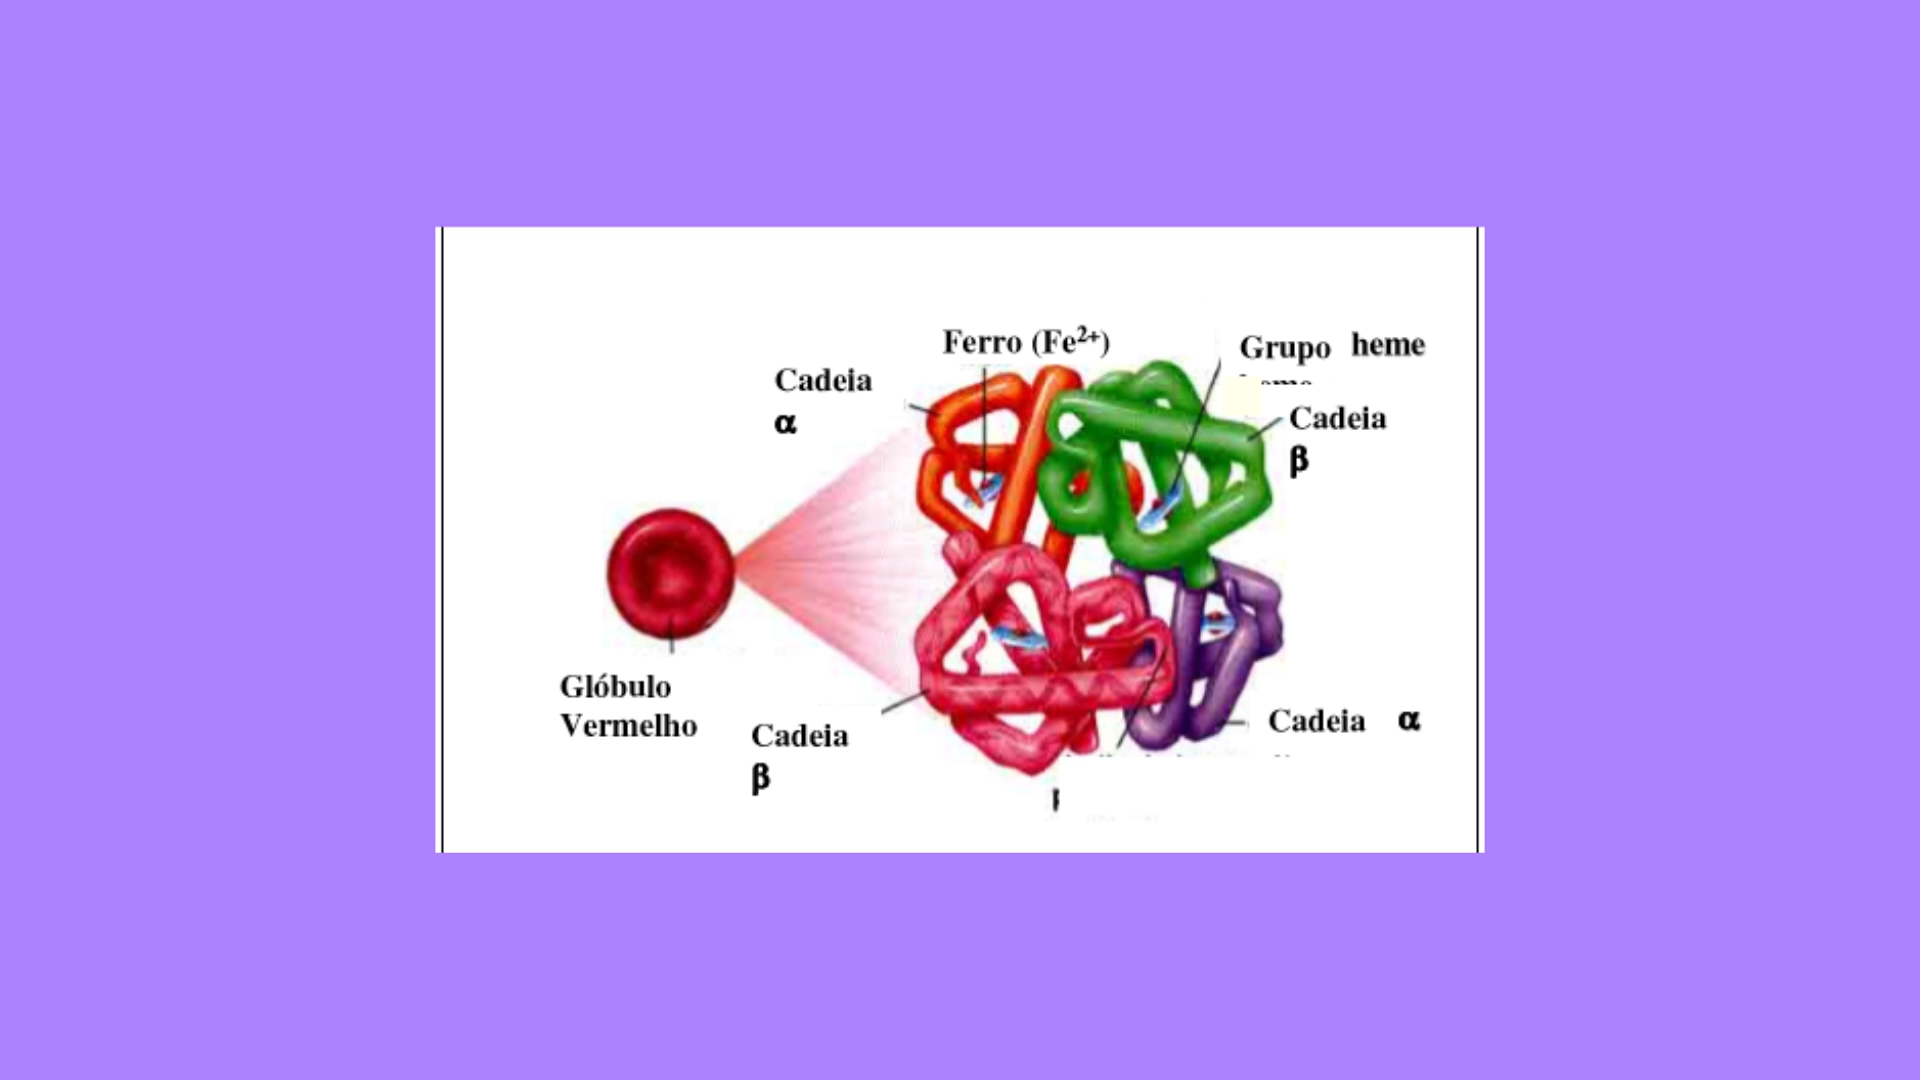 Ferro (Fe²⁺)
Grupo heme
Cadeia
α
Cadeia
β
Glóbulo
Vermelho
Cadeia
β
Cadeia α